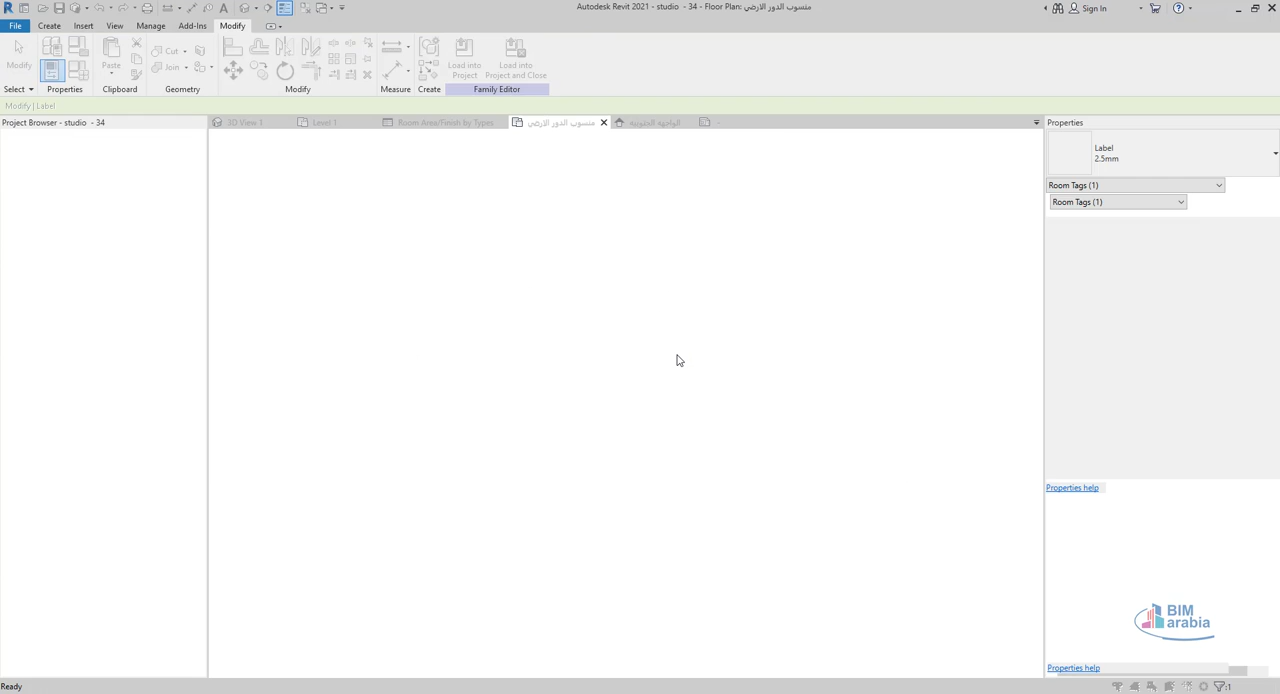 Autodesk Revit 2021 - studio - 34 - Floor Plan: منسوب الدور الارضي
Sign In
File Create Insert View Manage Add-Ins Modify
Modify
Cut
Join
Paste
Load into Project
Load into Project and Close
Select Properties Clipboard Geometry Modify Measure Create Family Editor
Modify | Label
Project Browser - studio - 34
3D View 1
Level 1
Room Area/Finish by Types
منسوب الدور الارضي
الواجهه الجنوبيه
-
Properties
Label
2.5mm
Room Tags (1)
Room Tags (1)
Properties help
BIM
arabia
Properties help
Ready
:1